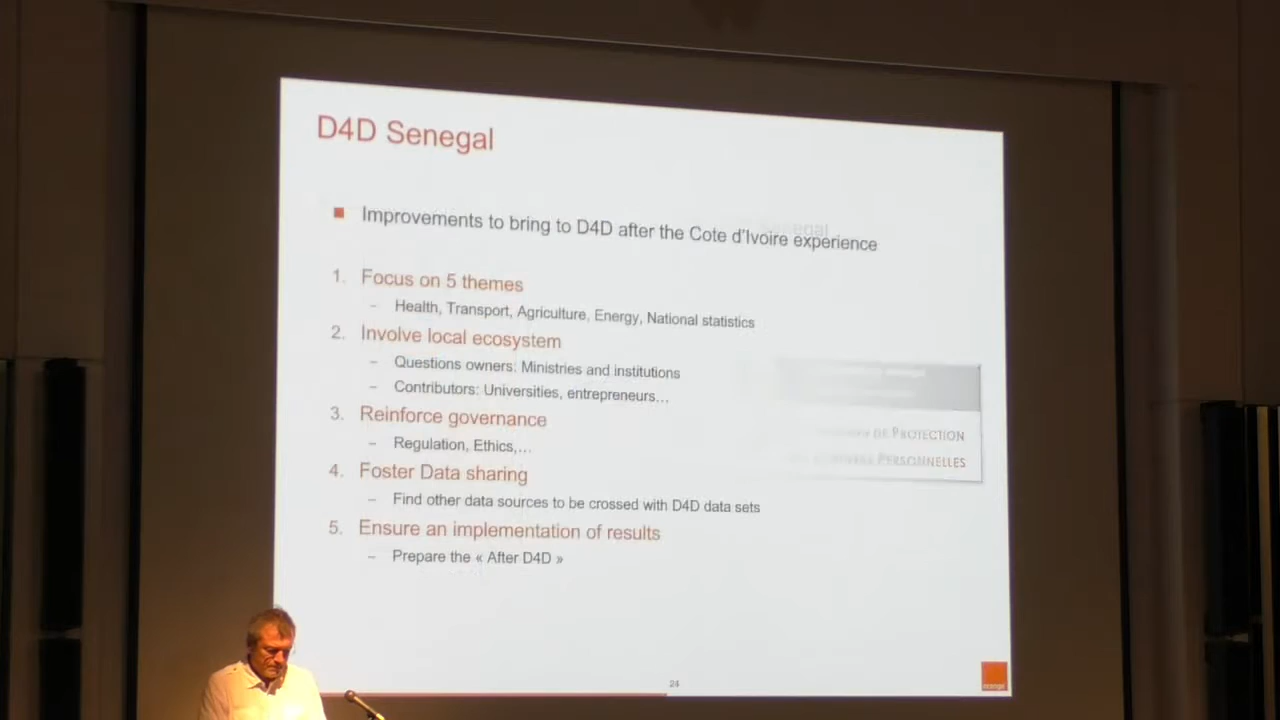 D4D Senegal
Improvements to bring to D4D after the Cote d'Ivoire experience
1. Focus on 5 themes
– Health, Transport, Agriculture, Energy, National statistics
2. Involve local ecosystem
– Questions owners: Ministries and institutions
– Contributors: Universities, entrepreneurs…
3. Reinforce governance
– Regulation, Ethics,…
4. Foster Data sharing
– Find other data sources to be crossed with D4D data sets
5. Ensure an implementation of results
– Prepare the « After D4D »
DE PROTECTION
PERSONNELLES
24
orange